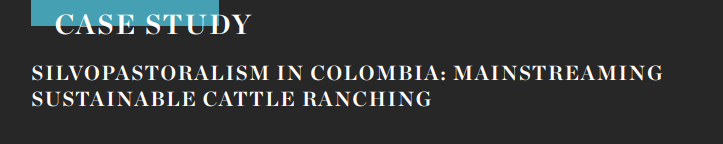 CASE STUDY
SILVOPASTORALISM IN COLOMBIA: MAINSTREAMING
SUSTAINABLE CATTLE RANCHING